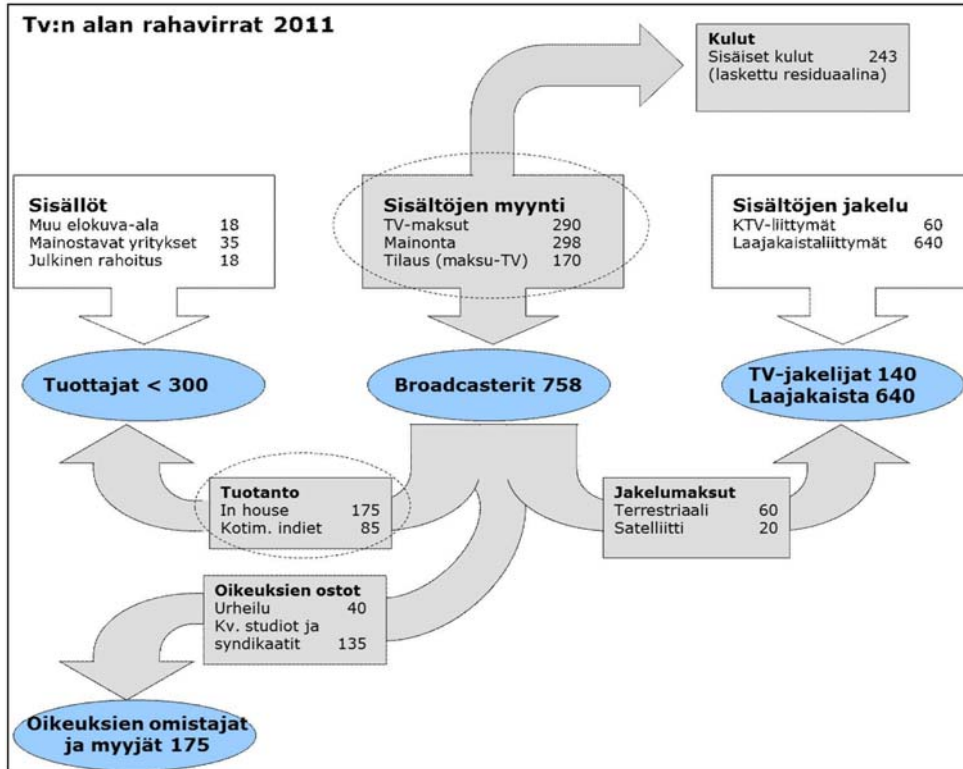 Tv:n alan rahavirrat 2011
Kulut
Sisäiset kulut 243
(laskettu residuaalina)
Sisällöt
Muu elokuva-ala 18
Mainostavat yritykset 35
Julkinen rahoitus 18
Sisältöjen myynti
TV-maksut 290
Mainonta 298
Tilaus (maksu-TV) 170
Sisältöjen jakelu
KTV-liittymät 60
Laajakaistaliittymät 640
Tuottajat < 300
Broadcasterit 758
TV-jakelijat 140
Laajakaista 640
Tuotanto
In house 175
Kotim. indiet 85
Jakelumaksut
Terrestriaali 60
Satelliitti 20
Oikeuksien ostot
Urheilu 40
Kv. studiot ja
syndikaatit 135
Oikeuksien omistajat
ja myyjät 175